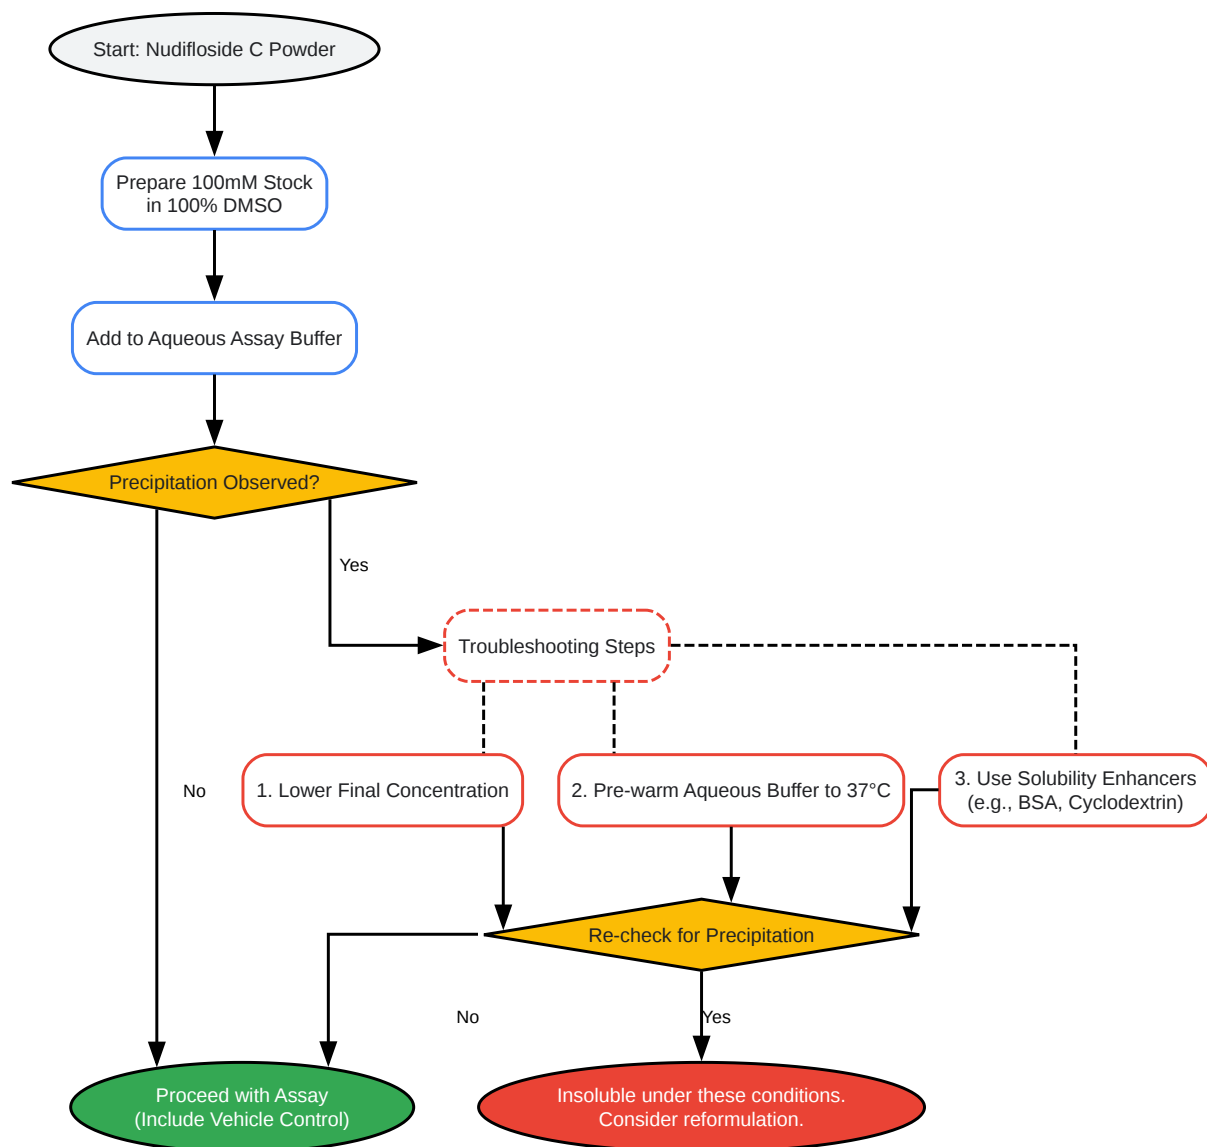 Start: Nudifloside C Powder
Prepare 100mM Stock
in 100% DMSO
Add to Aqueous Assay Buffer
Precipitation Observed?
Yes
Troubleshooting Steps
No
1. Lower Final Concentration
2. Pre-warm Aqueous Buffer to 37°C
3. Use Solubility Enhancers
(e.g., BSA, Cyclodextrin)
Re-check for Precipitation
No
Yes
Proceed with Assay
(Include Vehicle Control)
Insoluble under these conditions.
Consider reformulation.